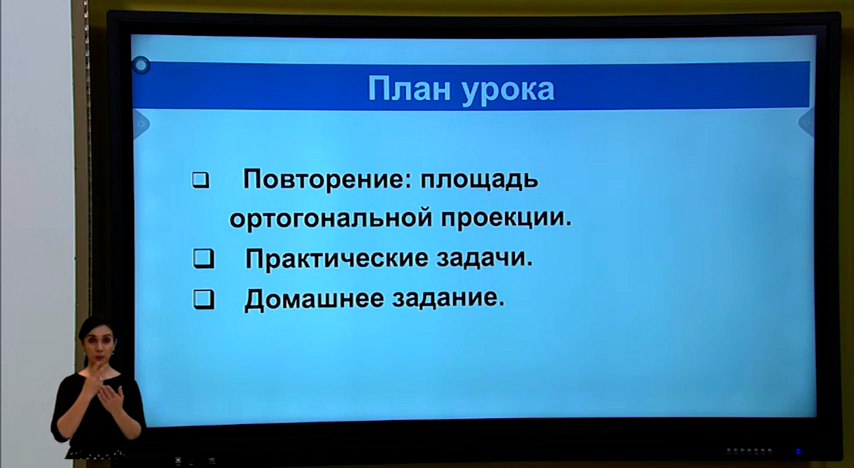 План урока
Повторение: площадь
ортогональной проекции.
Практические задачи.
Домашнее задание.